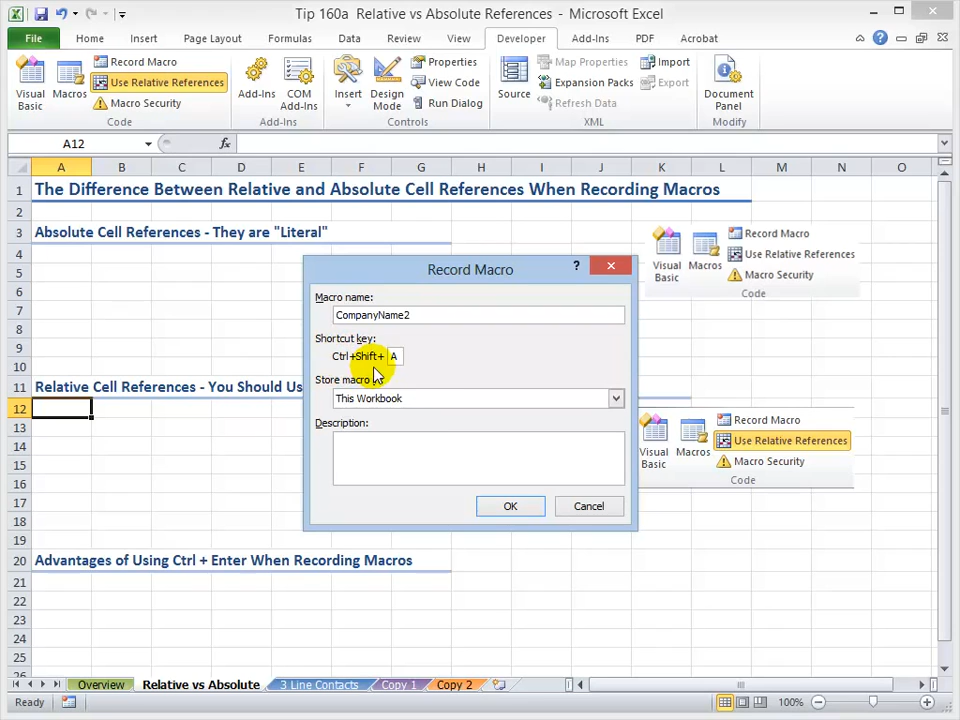 Tip 160a Relative vs Absolute References - Microsoft Excel
File Home Insert Page Layout Formulas Data Review View Developer Add-Ins PDF Acrobat
Visual Basic
Macros
Record Macro
Use Relative References
Macro Security
Code
Add-Ins
COM Add-Ins
Add-Ins
Insert
Design Mode
Properties
View Code
Run Dialog
Controls
Source
Map Properties
Expansion Packs
Refresh Data
Import
Export
XML
Document Panel
Modify
A12
fx
A B C D E F G H I J K L M N O
1 The Difference Between Relative and Absolute Cell References When Recording Macros
2
3 Absolute Cell References - They are "Literal"
4
5
6
7
8
9
10
11 Relative Cell References - You Should Us
12
13
14
15
16
17
18
19
20 Advantages of Using Ctrl + Enter When Recording Macros
21
22
23
24
25
26
Visual Basic
Macros
Record Macro
Use Relative References
Macro Security
Code
Visual Basic
Macros
Record Macro
Use Relative References
Macro Security
Code
Record Macro
?
Macro name:
CompanyName2
Shortcut key:
Ctrl+Shift+ A
Store macro
This Workbook
Description:
OK Cancel
Overview Relative vs Absolute 3 Line Contacts Copy 1 Copy 2
Ready 100%